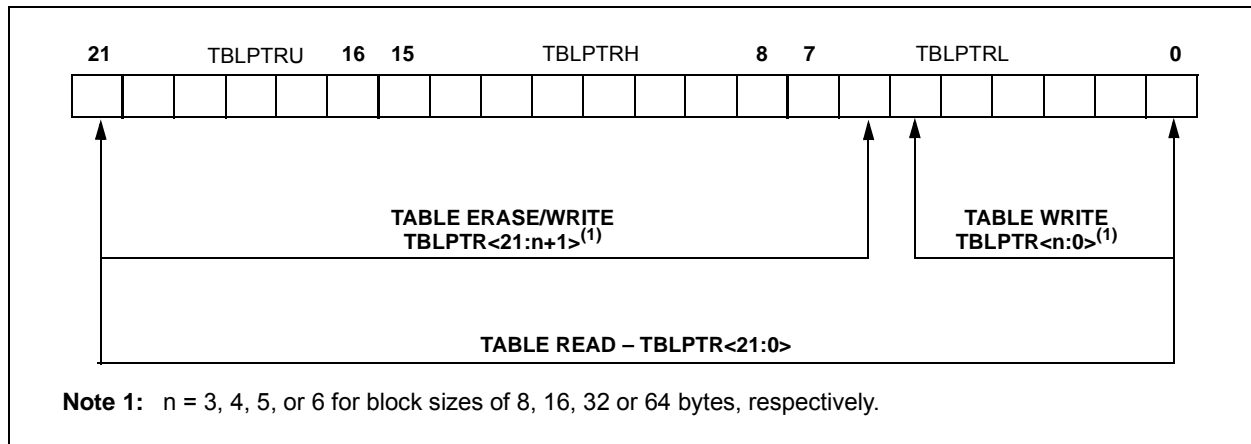 21 TBLPTRU 16 15 TBLPTRH 8 7 TBLPTRL 0
TABLE ERASE/WRITE
TBLPTR<21:n+1>(1)
TABLE WRITE
TBLPTR<n:0>(1)
TABLE READ – TBLPTR<21:0>
Note 1: n = 3, 4, 5, or 6 for block sizes of 8, 16, 32 or 64 bytes, respectively.